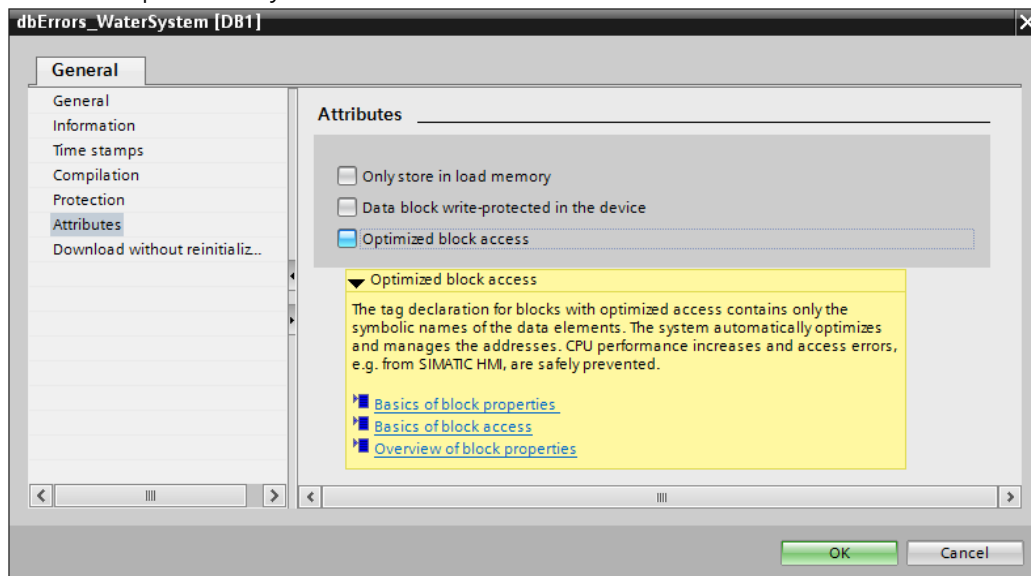 dbErrors_WaterSystem [DB1]
General
General
Information
Time stamps
Compilation
Protection
Attributes
Download without reinitializ...
Attributes
Only store in load memory
Data block write-protected in the device
Optimized block access
Optimized block access
The tag declaration for blocks with optimized access contains only the
symbolic names of the data elements. The system automatically optimizes
and manages the addresses. CPU performance increases and access errors,
e.g. from SIMATIC HMI, are safely prevented.
Basics of block properties
Basics of block access
Overview of block properties
OK
Cancel